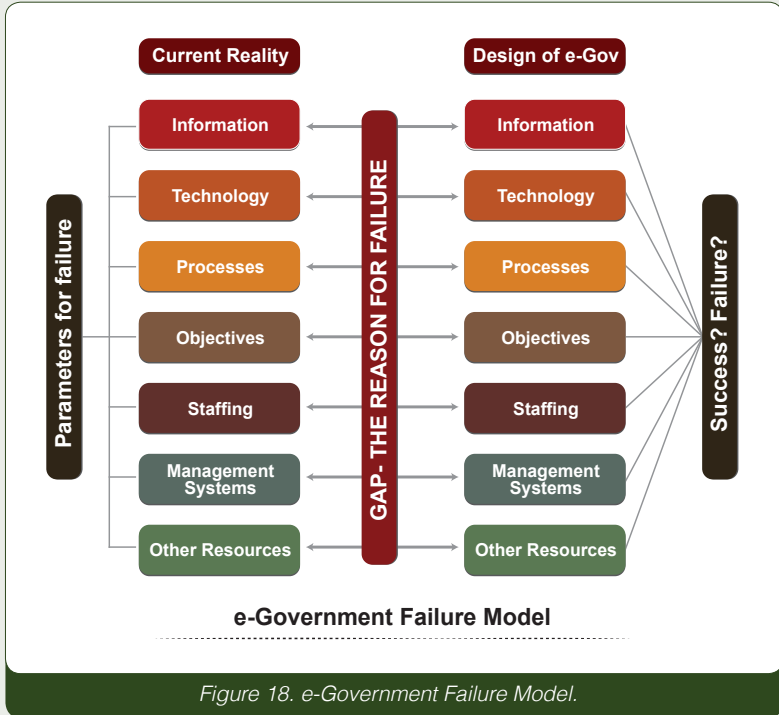 Current Reality
Design of e-Gov
Parameters for failure
Information
Technology
Processes
Objectives
Staffing
Management
Systems
Other Resources
GAP- THE REASON FOR FAILURE
Information
Technology
Processes
Objectives
Staffing
Management
Systems
Other Resources
Success? Failure?
e-Government Failure Model
Figure 18. e-Government Failure Model.